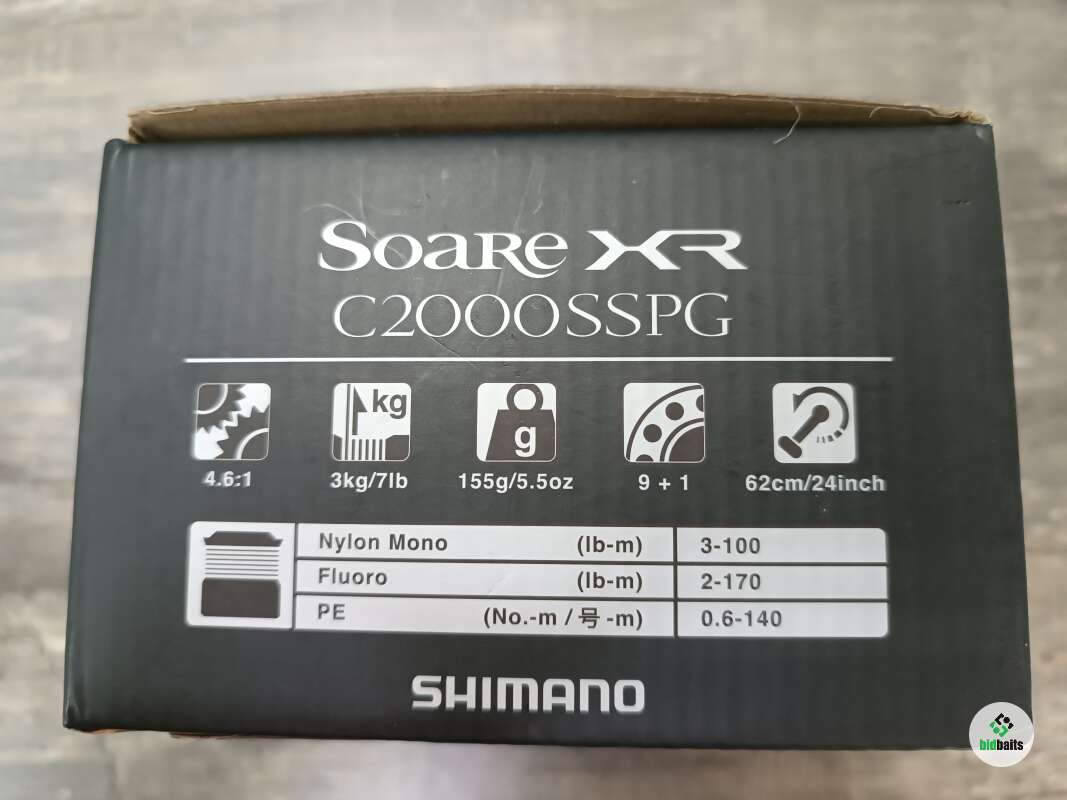 Soare XR
C2000SSPG
kg
g
4.6:1 3kg/7lb 155g/5.5oz 9 + 1 62cm/24inch
Nylon Mono (lb-m) 3-100
Fluoro (lb-m) 2-170
PE (No.-m / 号 -m) 0.6-140
SHIMANO
bidbaits